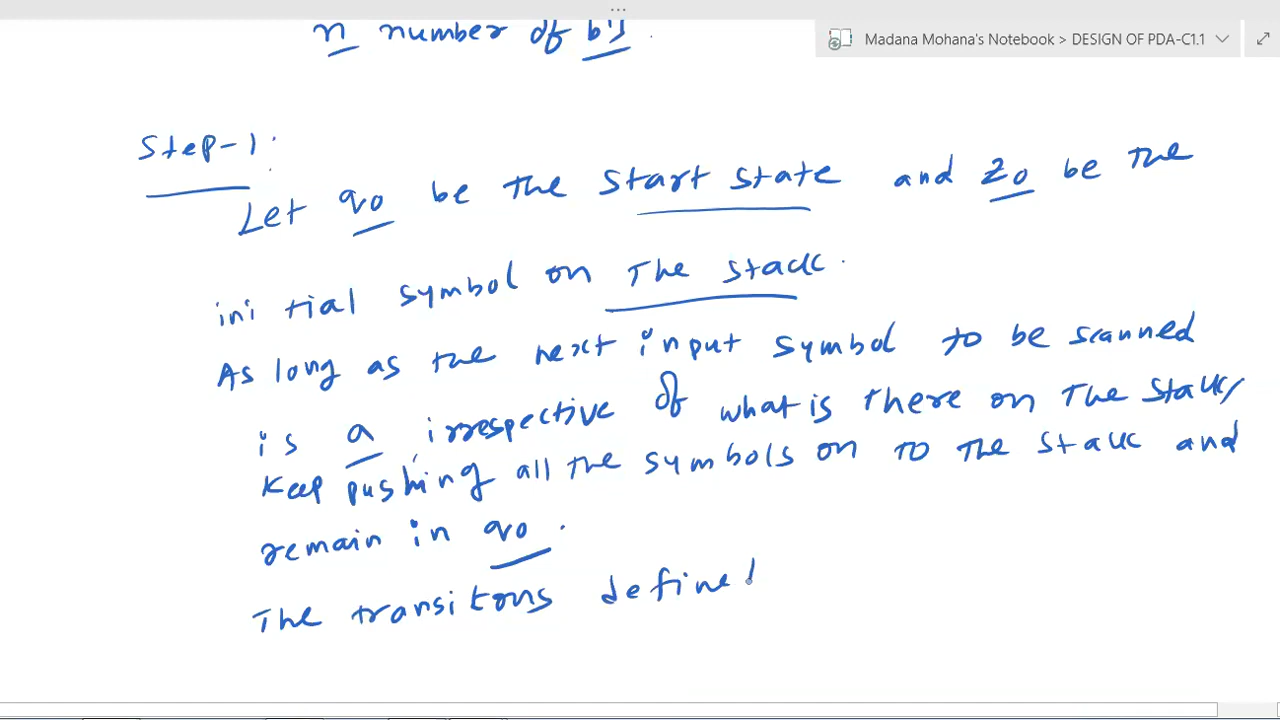 n number of b's.
Madana Mohana's Notebook > DESIGN OF PDA-C1.1
Step-1:
Let q0 be the start state and z0 be the
initial symbol on the stack.
As long as the next input symbol to be scanned
is a, irrespective of what is there on the stack,
keep pushing all the symbols on to the stack and
remain in q0.
The transitons define